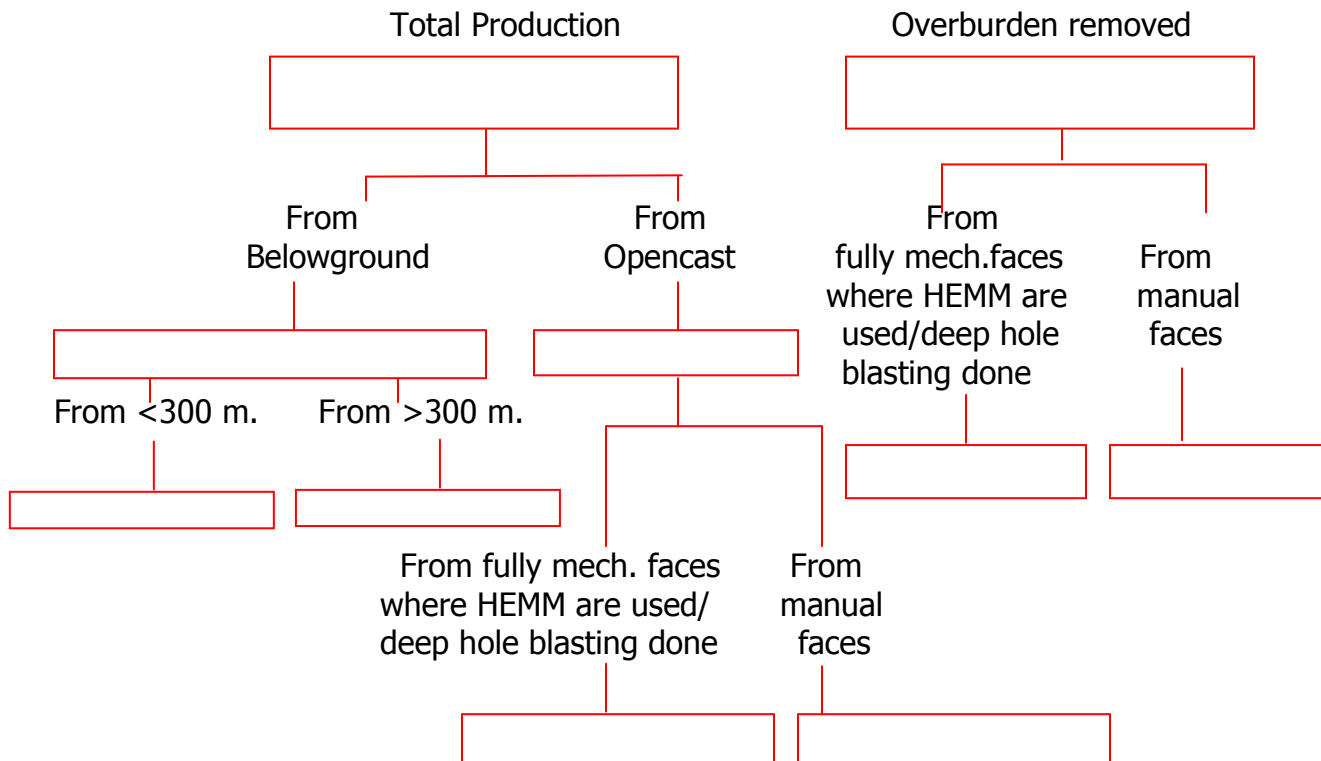 Total Production
Overburden removed
From
Belowground
From
Opencast
From
fully mech.faces
where HEMM are
used/deep hole
blasting done
From
manual
faces
From <300 m.
From >300 m.
From fully mech. faces
where HEMM are used/
deep hole blasting done
From
manual
faces